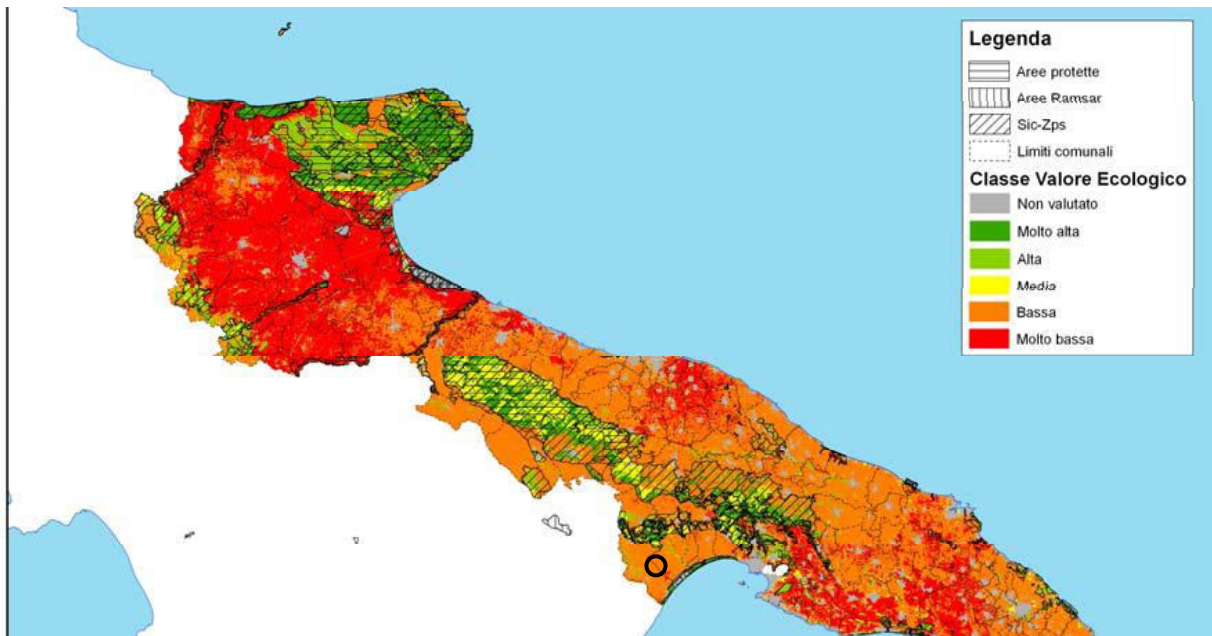 Legenda
Aree protette
Aree Ramsar
Sic-Zps
Limiti comunali
Classe Valore Ecologico
Non valutato
Molto alta
Alta
Media
Bassa
Molto bassa